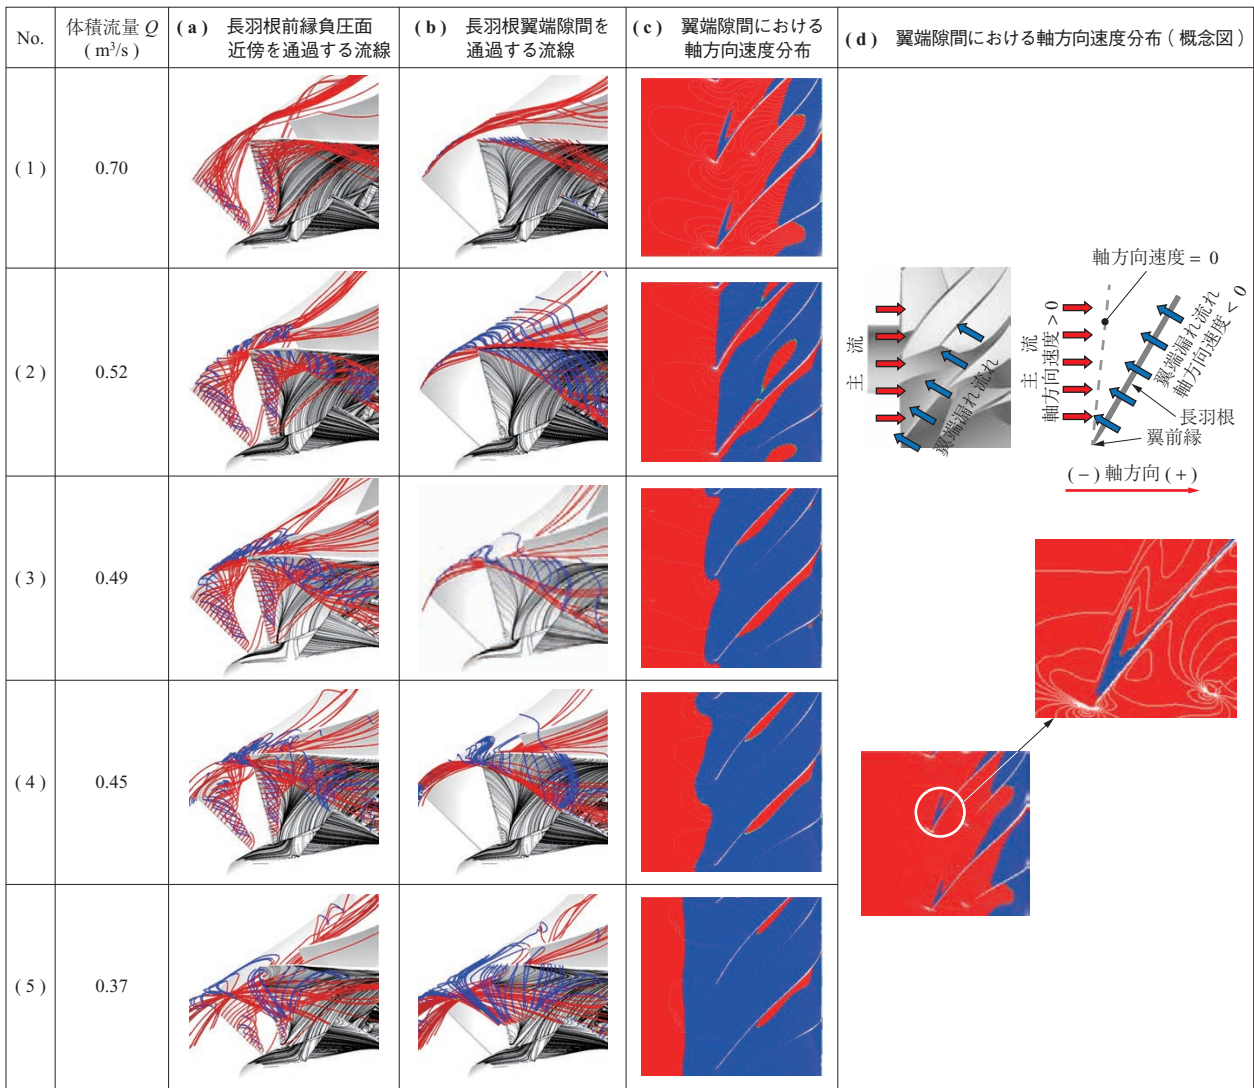 No.
体積流量 Q
( m³/s )
( a ) 長羽根前縁負圧面
近傍を通過する流線
( b ) 長羽根翼端隙間を
通過する流線
( c ) 翼端隙間における
軸方向速度分布
( d ) 翼端隙間における軸方向速度分布 ( 概念図 )
( 1 )
0.70
( 2 )
0.52
( 3 )
0.49
( 4 )
0.45
( 5 )
0.37
主 流
翼端漏れ流れ
軸方向速度 = 0
主 流
軸方向速度 > 0
翼端漏れ流れ
軸方向速度 < 0
長羽根
翼前縁
( − ) 軸方向 ( + )